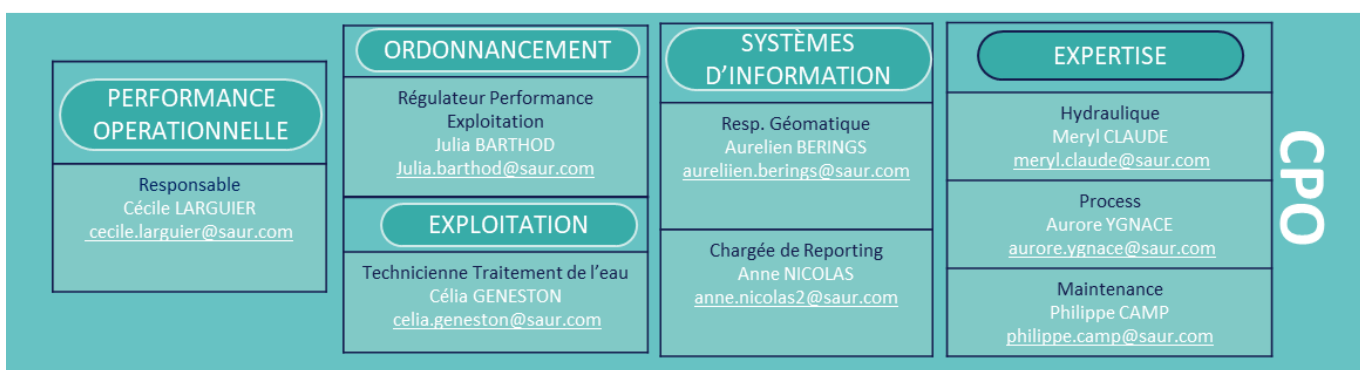 PERFORMANCE
OPERATIONNELLE
Responsable
Cécile LARGUIER
cecile.larguier@saur.com
ORDONNANCEMENT
Régulateur Performance
Exploitation
Julia BARTHOD
Julia.barthod@saur.com
EXPLOITATION
Technicienne Traitement de l'eau
Célia GENESTON
celia.geneston@saur.com
SYSTÈMES
D'INFORMATION
Resp. Géomatique
Aurelien BERINGS
aureliien.berings@saur.com
Chargée de Reporting
Anne NICOLAS
anne.nicolas2@saur.com
EXPERTISE
Hydraulique
Meryl CLAUDE
meryl.claude@saur.com
Process
Aurore YGNACE
aurore.ygnace@saur.com
Maintenance
Philippe CAMP
philippe.camp@saur.com
CPO